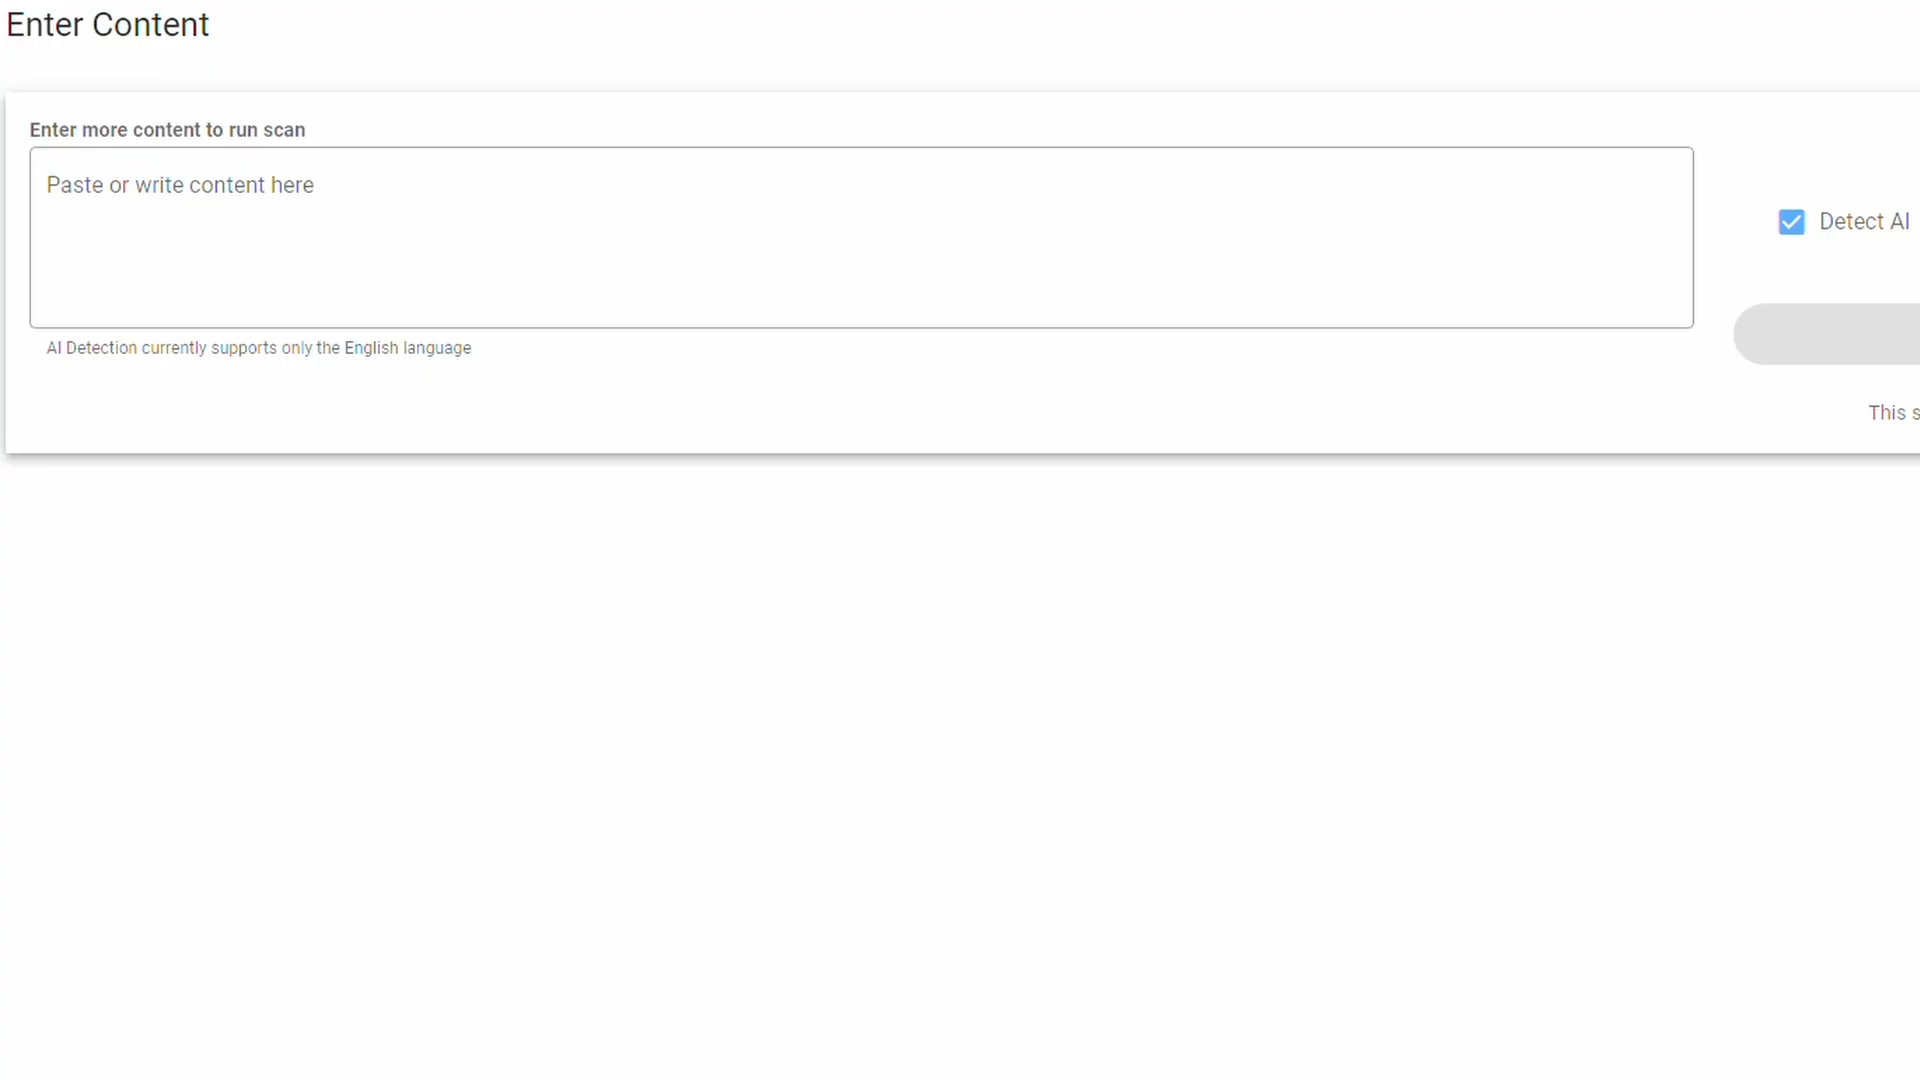 Enter Content
Enter more content to run scan
Paste or write content here
Detect AI
AI Detection currently supports only the English language
This